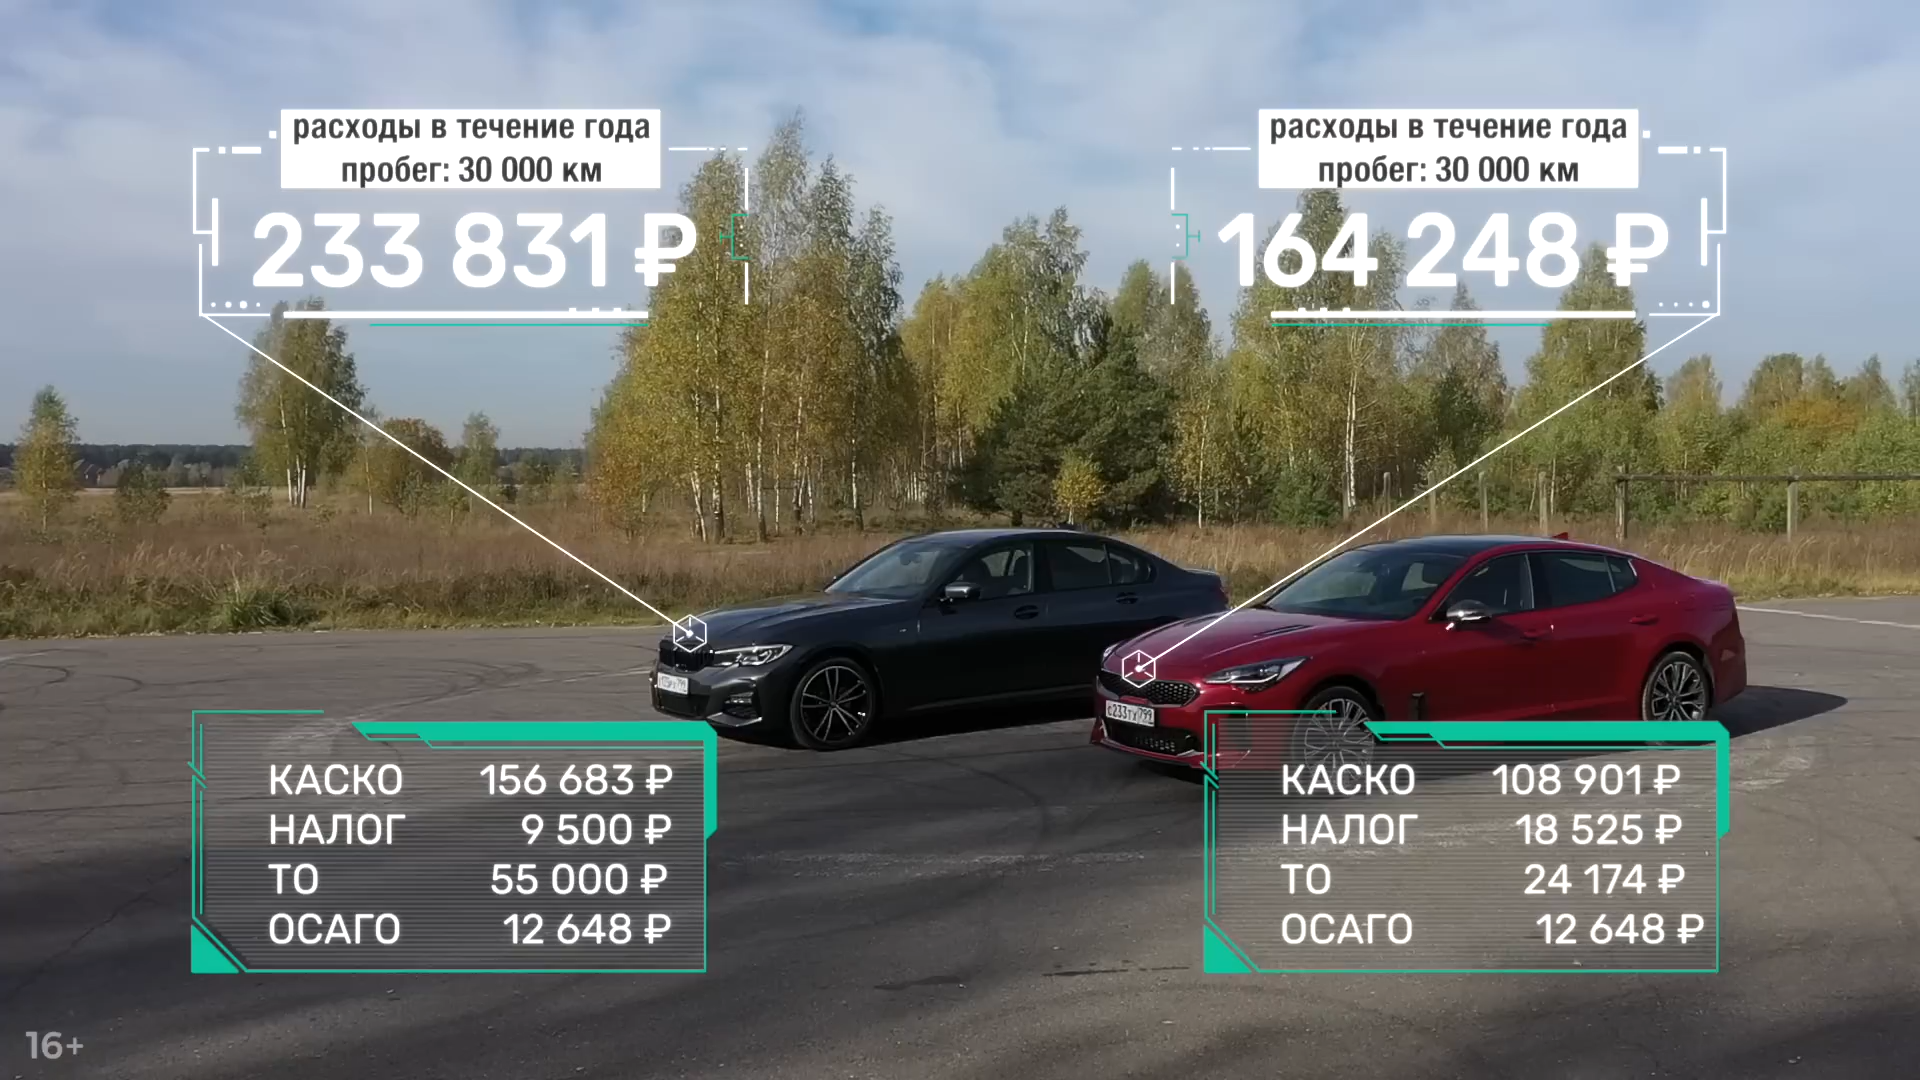 расходы в течение года
пробег: 30 000 км
233 831 ₽
расходы в течение года
пробег: 30 000 км
164 248 ₽
с233тх 799
КАСКО 156 683 ₽
НАЛОГ 9 500 ₽
ТО 55 000 ₽
ОСАГО 12 648 ₽
КАСКО 108 901 ₽
НАЛОГ 18 525 ₽
ТО 24 174 ₽
ОСАГО 12 648 ₽
16+